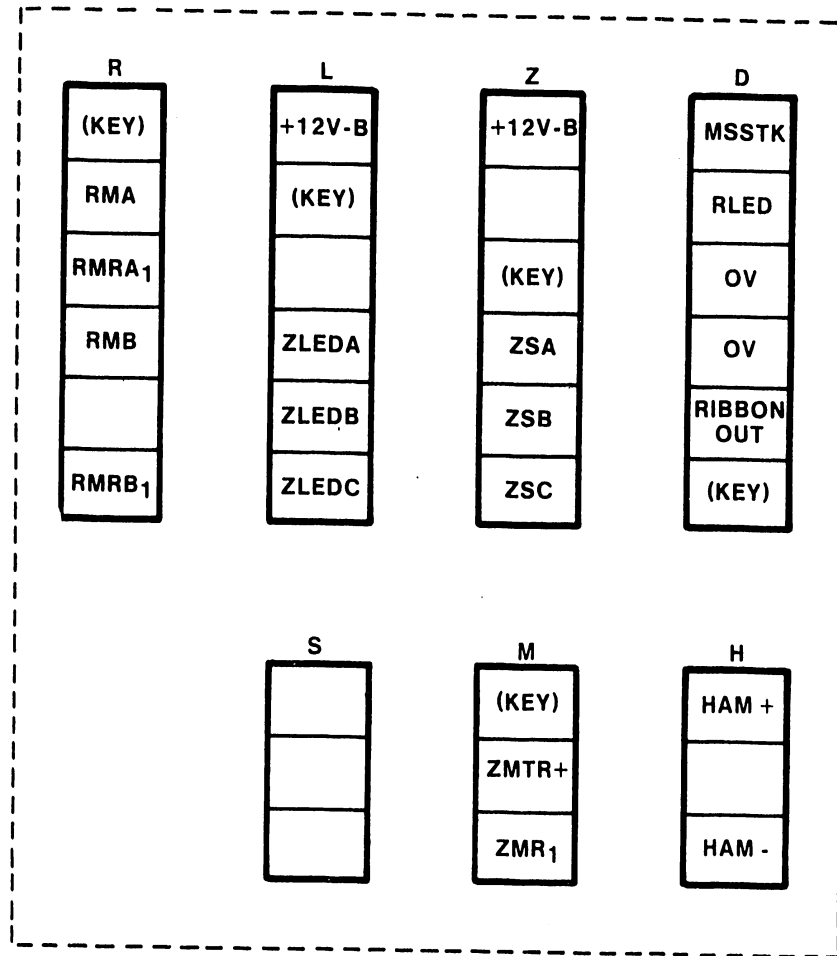 R
(KEY)
RMA
RMRA1
RMB
RMRB1
L
+12V-B
(KEY)
ZLEDA
ZLEDB
ZLEDC
Z
+12V-B
(KEY)
ZSA
ZSB
ZSC
D
MSSTK
RLED
OV
OV
RIBBON
OUT
(KEY)
S
M
(KEY)
ZMTR+
ZMR1
H
HAM +
HAM -